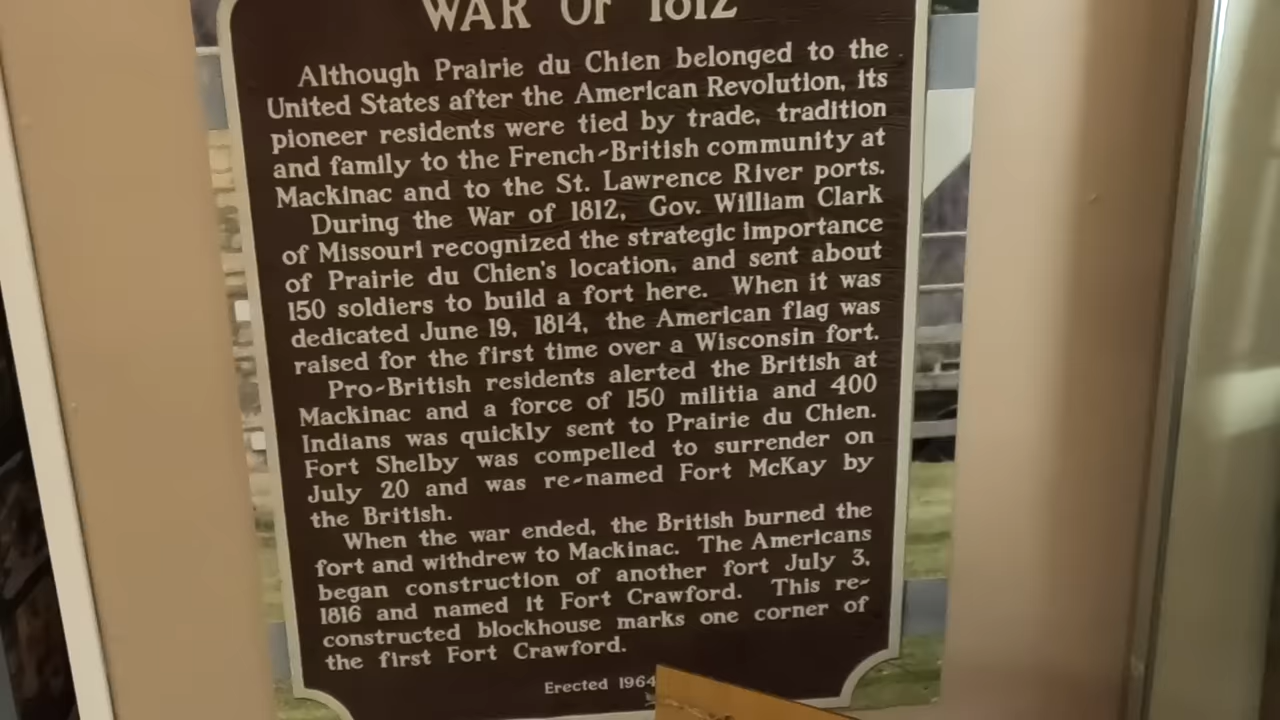 WAR OF 1812
Although Prairie du Chien belonged to the
United States after the American Revolution, its
pioneer residents were tied by trade, tradition
and family to the French-British community at
Mackinac and to the St. Lawrence River ports.
During the War of 1812, Gov. William Clark
of Missouri recognized the strategic importance
of Prairie du Chien's location, and sent about
150 soldiers to build a fort here. When it was
dedicated June 19, 1814, the American flag was
raised for the first time over a Wisconsin fort.
Pro-British residents alerted the British at
Mackinac and a force of 150 militia and 400
Indians was quickly sent to Prairie du Chien.
Fort Shelby was compelled to surrender on
July 20 and was re-named Fort McKay by
the British.
When the war ended, the British burned the
fort and withdrew to Mackinac. The Americans
began construction of another fort July 3,
1816 and named it Fort Crawford. This re-
constructed blockhouse marks one corner of
the first Fort Crawford.
Erected 1964